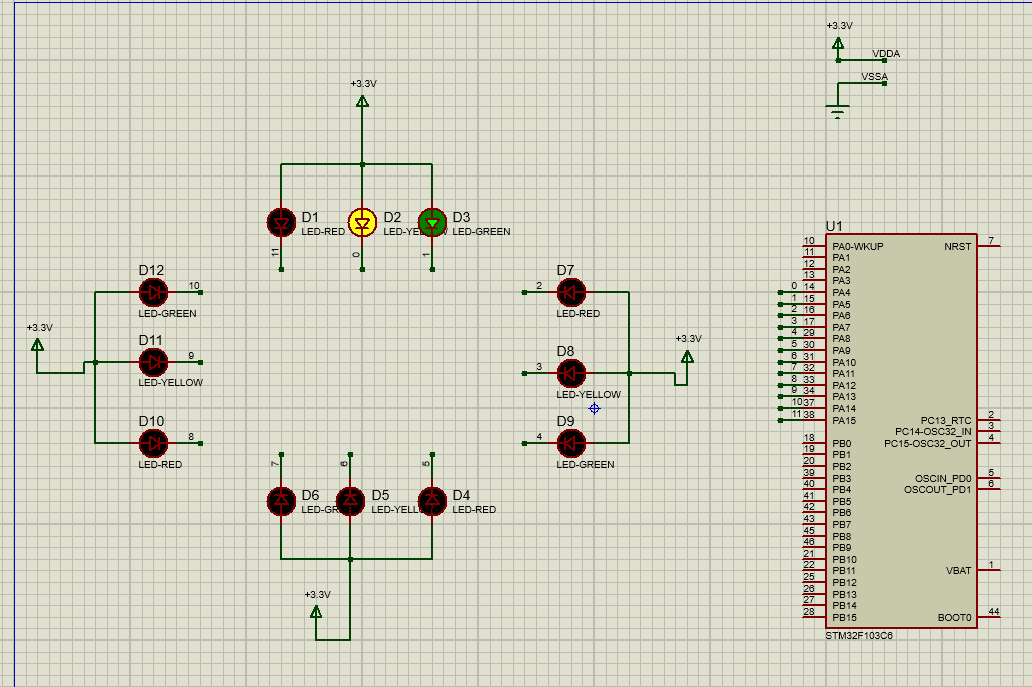 +3.3V
VDDA
VSSA
+3.3V
D1
LED-RED
D2
LED-YE
D3
LED-GREEN
11
0
1
D12
10
LED-GREEN
+3.3V
D11
9
LED-YELLOW
D10
8
LED-RED
D7
2
LED-RED
+3.3V
D8
3
LED-YELLOW
D9
4
LED-GREEN
7
6
5
D6
LED-GR
D5
LED-YELL
D4
LED-RED
+3.3V
U1
10 PA0-WKUP NRST 7
11 PA1
12 PA2
13 PA3
0 14 PA4
1 15 PA5
2 16 PA6
3 17 PA7
4 29 PA8
5 30 PA9
6 31 PA10
7 32 PA11
8 33 PA12
9 34 PA13
10 37 PA14
11 38 PA15 PC13_RTC 2
PC14-OSC32_IN 3
18 PB0 PC15-OSC32_OUT 4
19 PB1
20 PB2
39 PB3 OSCIN_PD0 5
40 PB4 OSCOUT_PD1 6
41 PB5
42 PB6
43 PB7
45 PB8
46 PB9
21 PB10
22 PB11 VBAT 1
25 PB12
26 PB13
27 PB14
28 PB15 BOOT0 44
STM32F103C6